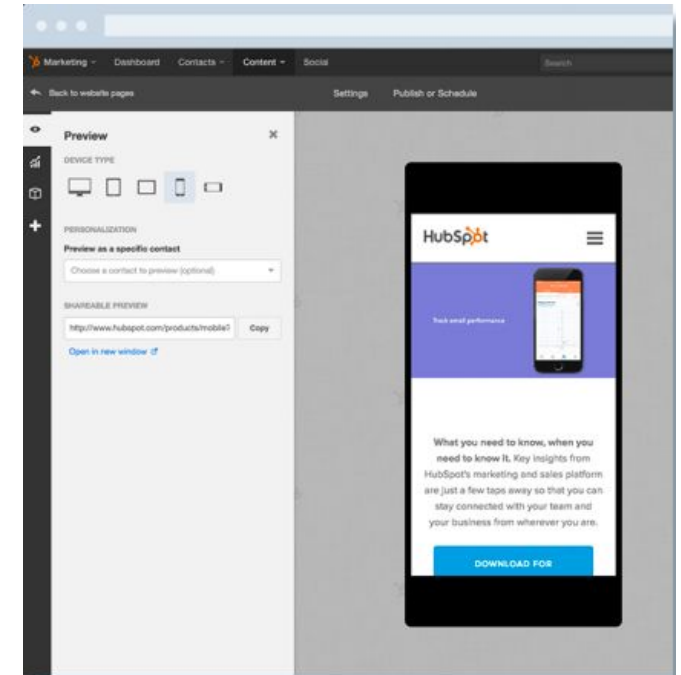 Marketing Dashboard Contacts Content Social Search
Back to website pages Settings Publish or Schedule
Preview
DEVICE TYPE
PERSONALIZATION
Preview as a specific contact
Choose a contact to preview (optional)
SHAREABLE PREVIEW
http://www.hubspot.com/products/mobile Copy
Open in new window
HubSpot
Track email performance
What you need to know, when you
need to know it. Key insights from
HubSpot's marketing and sales platform
are just a few taps away so that you can
stay connected with your team and
your business from wherever you are.
DOWNLOAD FOR